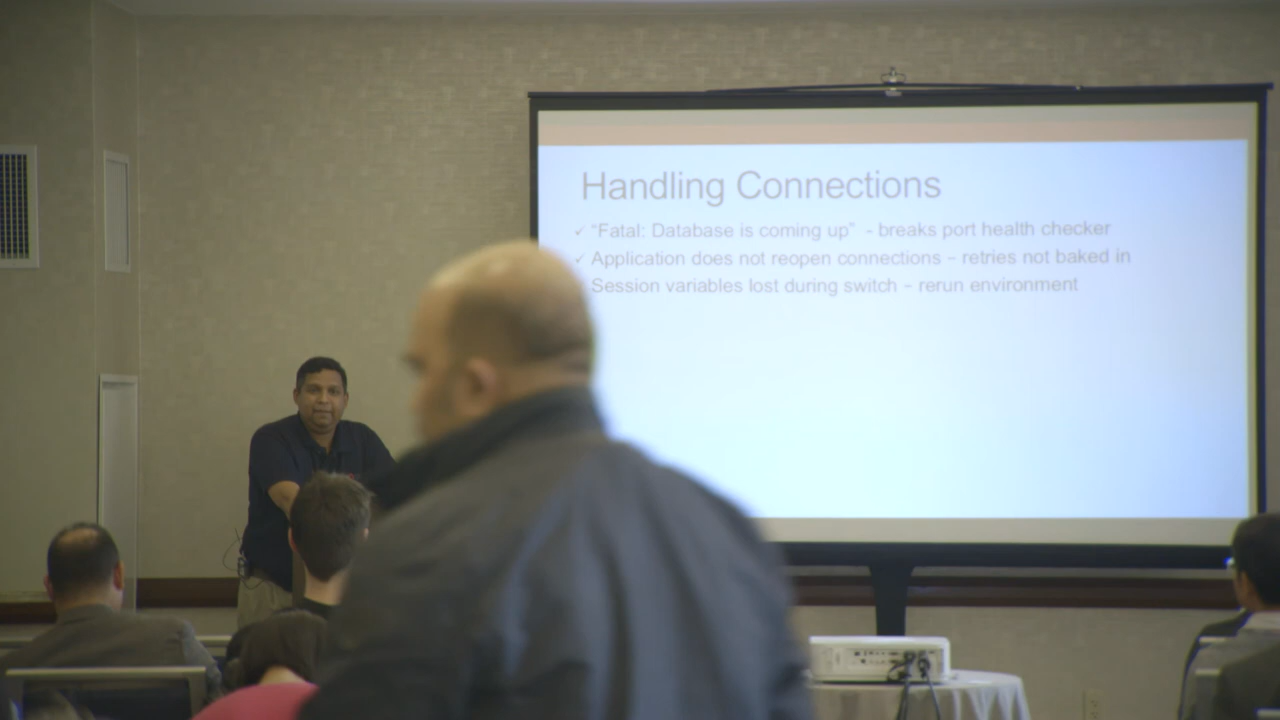 Handling Connections
✓ “Fatal: Database is coming up” - breaks port health checker
✓ Application does not reopen connections – retries not baked in
Session variables lost during switch – rerun environment